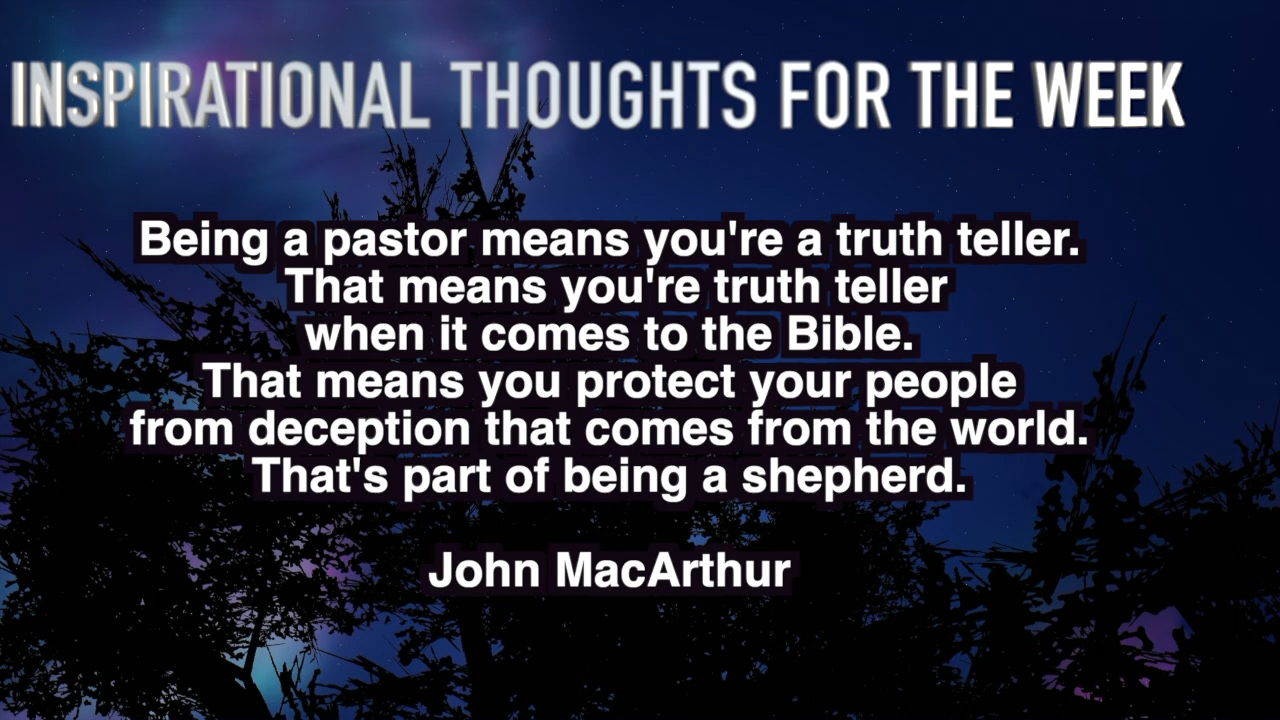 INSPIRATIONAL THOUGHTS FOR THE WEEK
Being a pastor means you're a truth teller.
That means you're truth teller
when it comes to the Bible.
That means you protect your people
from deception that comes from the world.
That's part of being a shepherd.
John MacArthur